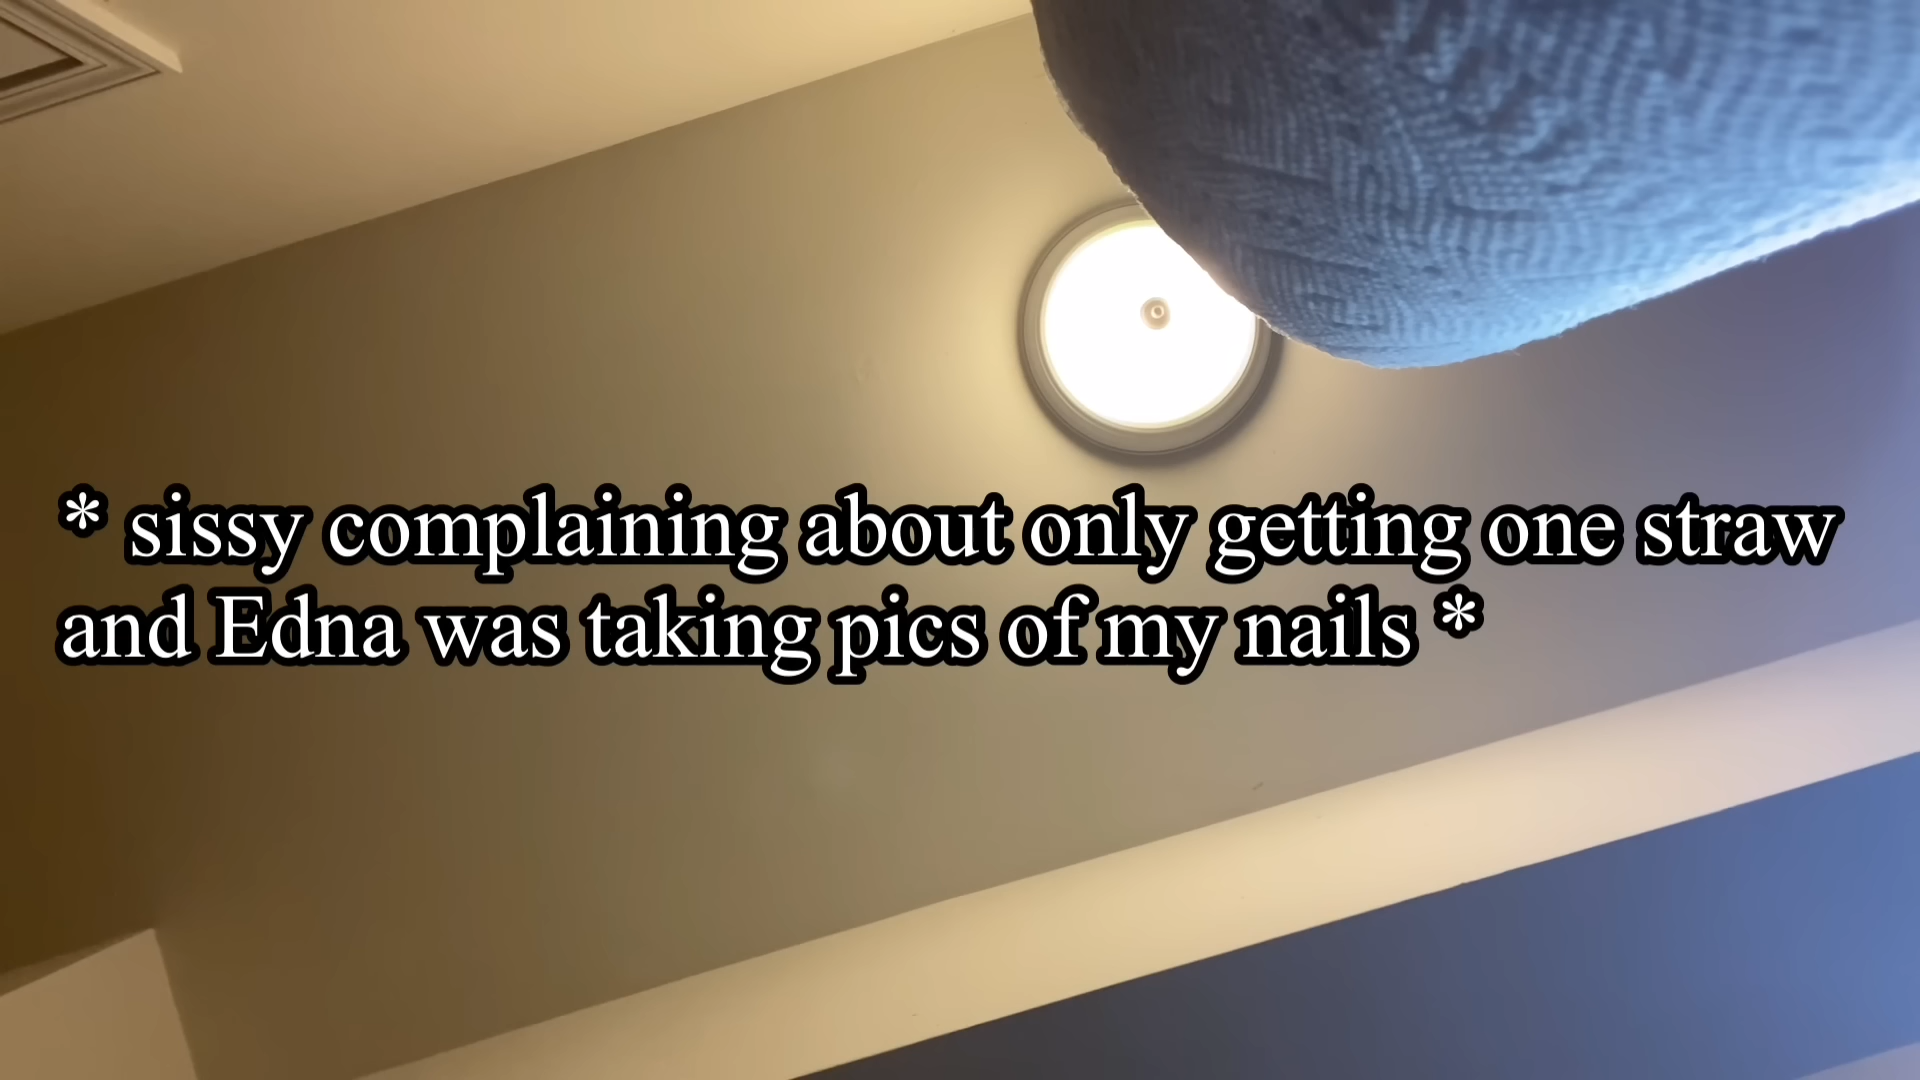 * sissy complaining about only getting one straw
and Edna was taking pics of my nails *